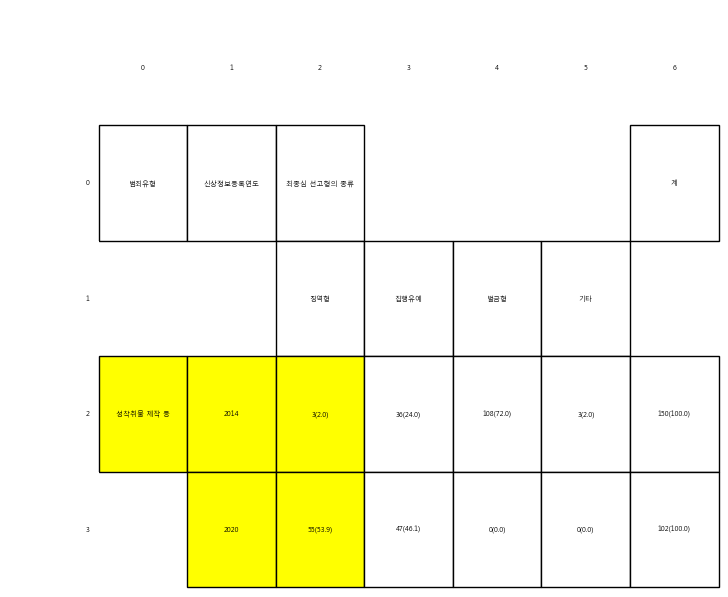 0 1 2 3 4 5 6
0 범죄유형 신상정보등록연도 최종심 선고형의 종류 계
1 징역형 집행유예 벌금형 기타
2 성착취물 제작 등 2014 3(2.0) 36(24.0) 108(72.0) 3(2.0) 150(100.0)
3 2020 55(53.9) 47(46.1) 0(0.0) 0(0.0) 102(100.0)